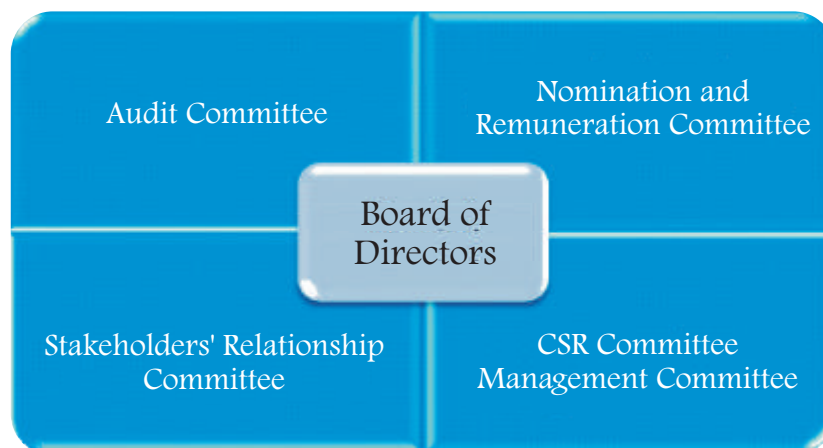 Audit Committee
Nomination and
Remuneration Committee
Board of
Directors
Stakeholders' Relationship
Committee
CSR Committee
Management Committee